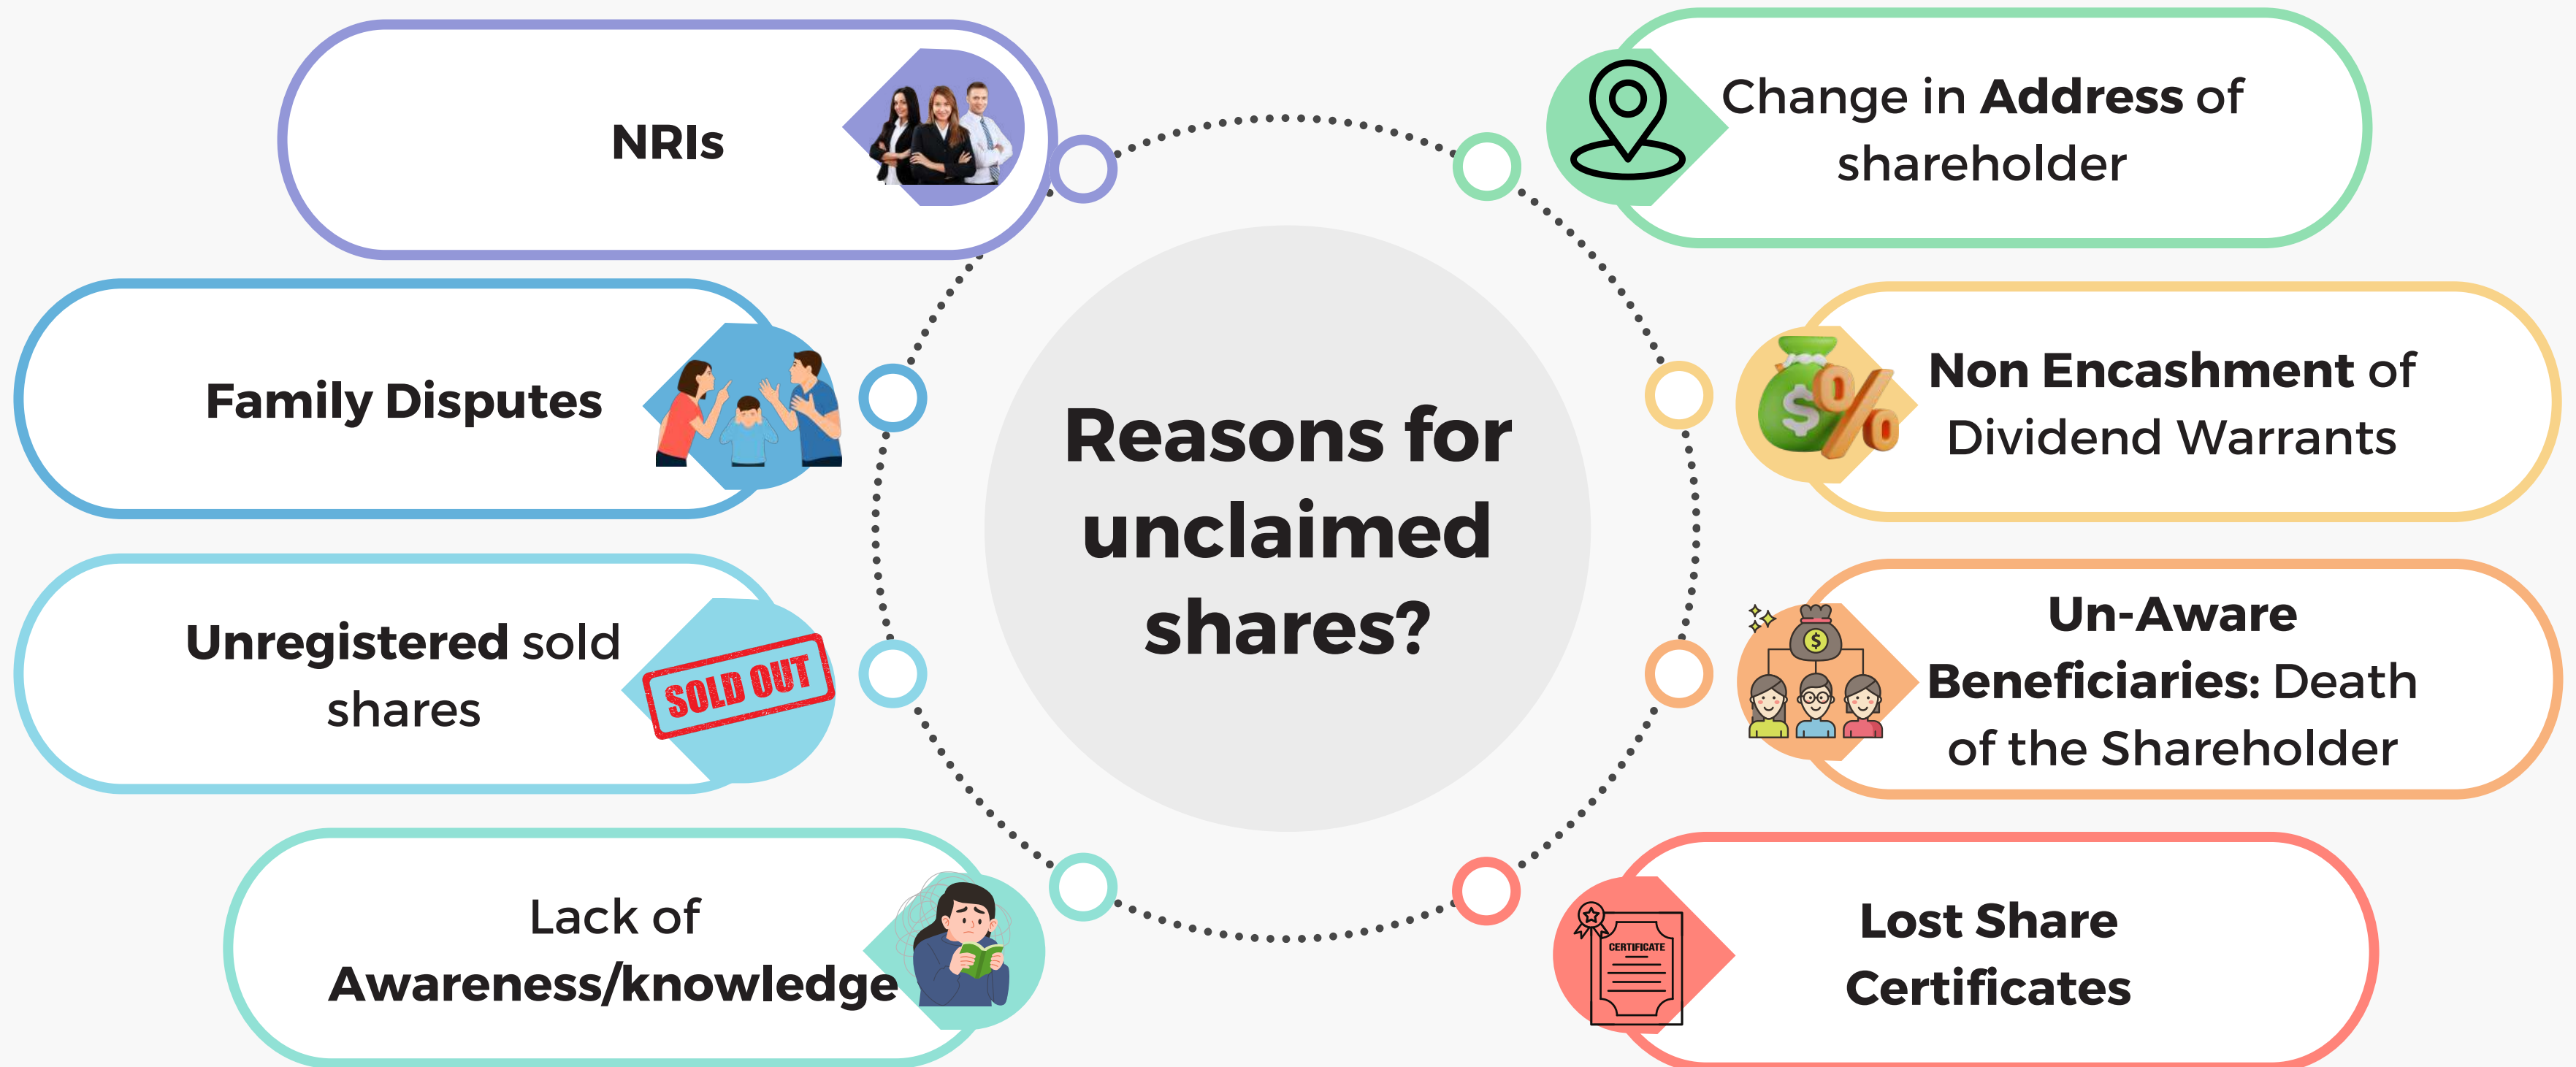 NRIs
Family Disputes
Unregistered sold
shares
SOLD OUT
Lack of
Awareness/knowledge
Reasons for
unclaimed
shares?
Change in Address of
shareholder
$%
Non Encashment of
Dividend Warrants
$
Un-Aware
Beneficiaries: Death
of the Shareholder
CERTIFICATE
Lost Share
Certificates